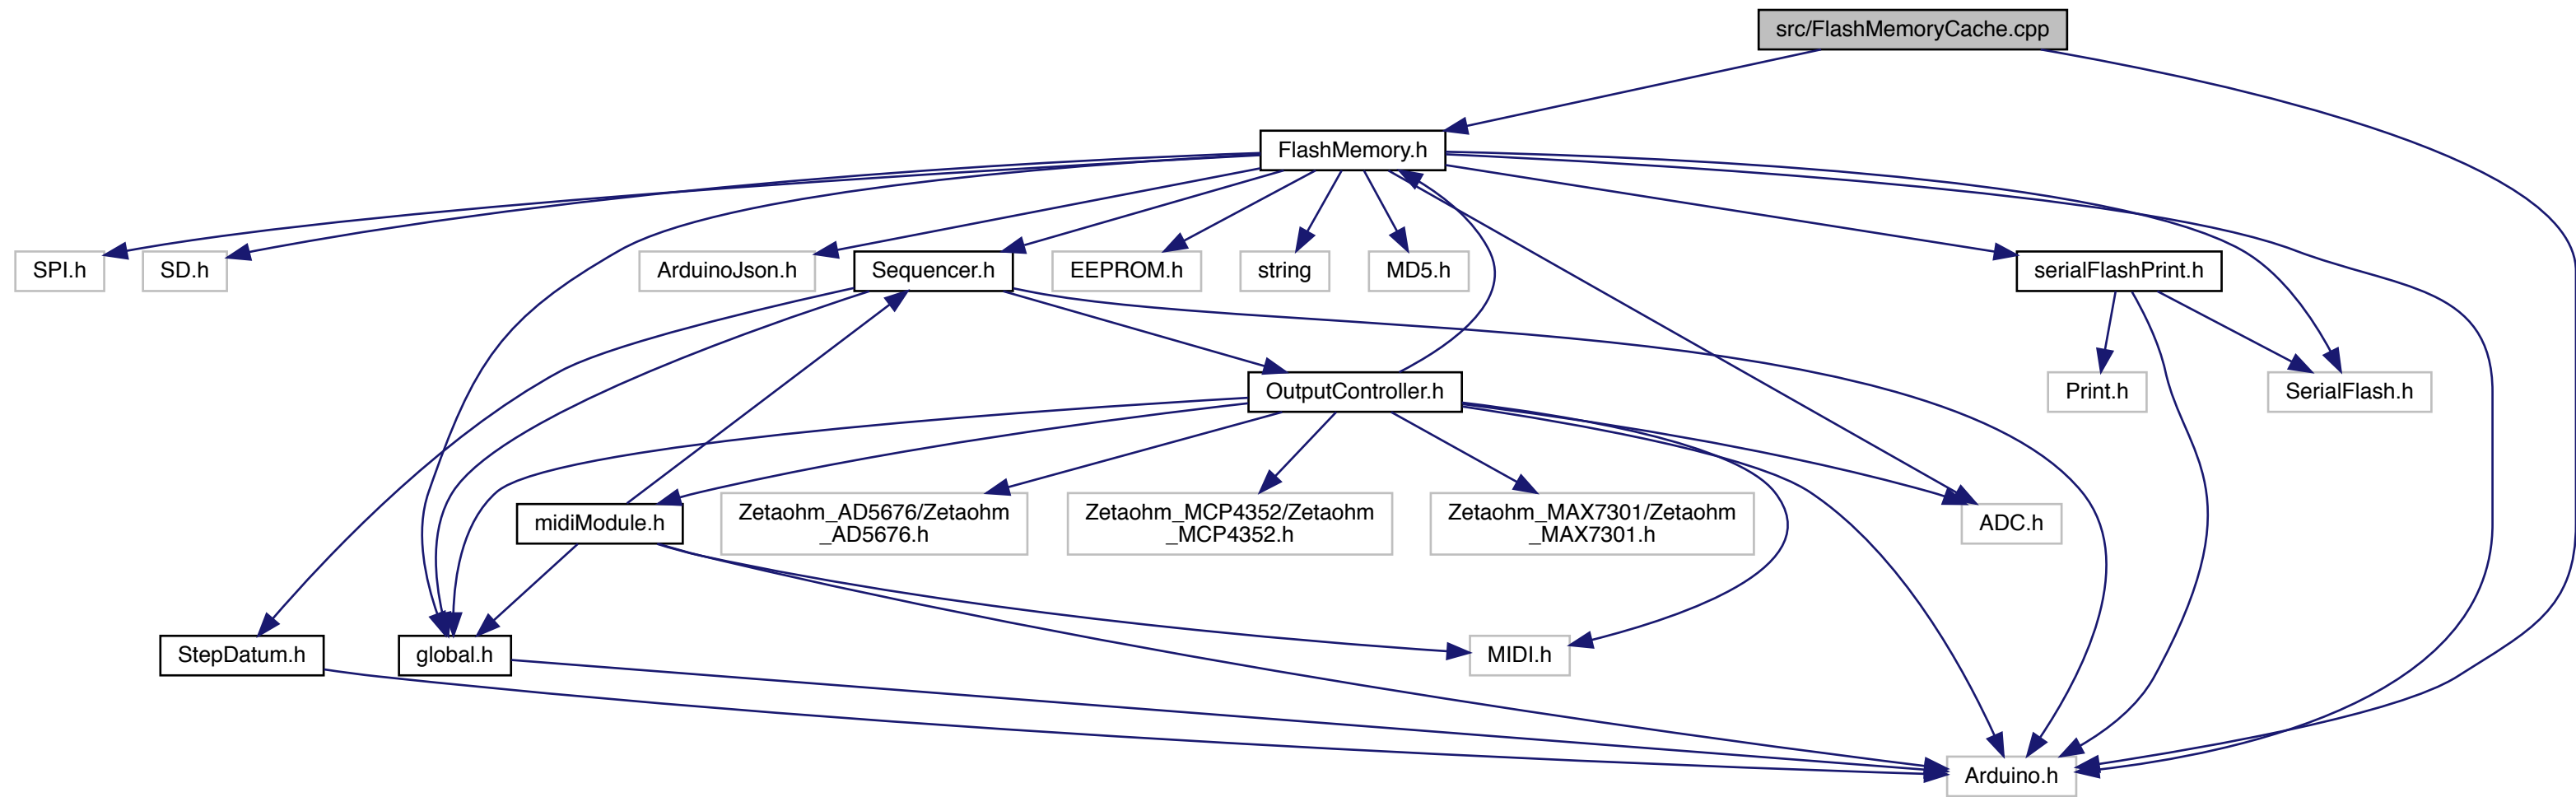 src/FlashMemoryCache.cpp
FlashMemory.h
SPI.h
SD.h
ArduinoJson.h
Sequencer.h
EEPROM.h
string
MD5.h
serialFlashPrint.h
OutputController.h
Print.h
SerialFlash.h
midiModule.h
Zetaohm_AD5676/Zetaohm
_AD5676.h
Zetaohm_MCP4352/Zetaohm
_MCP4352.h
Zetaohm_MAX7301/Zetaohm
_MAX7301.h
ADC.h
StepDatum.h
global.h
MIDI.h
Arduino.h